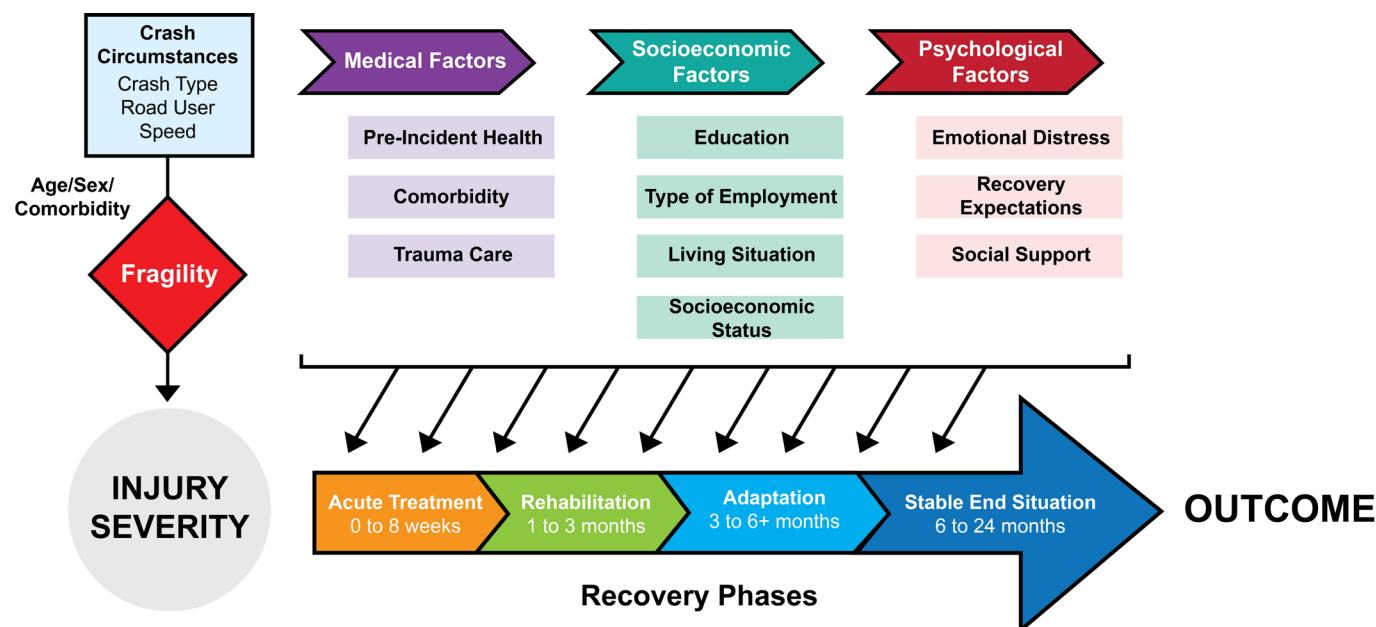 Crash
Circumstances
Crash Type
Road User
Speed
Age/Sex/
Comorbidity
Fragility
INJURY
SEVERITY
Medical Factors
Pre-Incident Health
Comorbidity
Trauma Care
Socioeconomic
Factors
Education
Type of Employment
Living Situation
Socioeconomic
Status
Psychological
Factors
Emotional Distress
Recovery
Expectations
Social Support
Acute Treatment
0 to 8 weeks
Rehabilitation
1 to 3 months
Adaptation
3 to 6+ months
Stable End Situation
6 to 24 months
OUTCOME
Recovery Phases